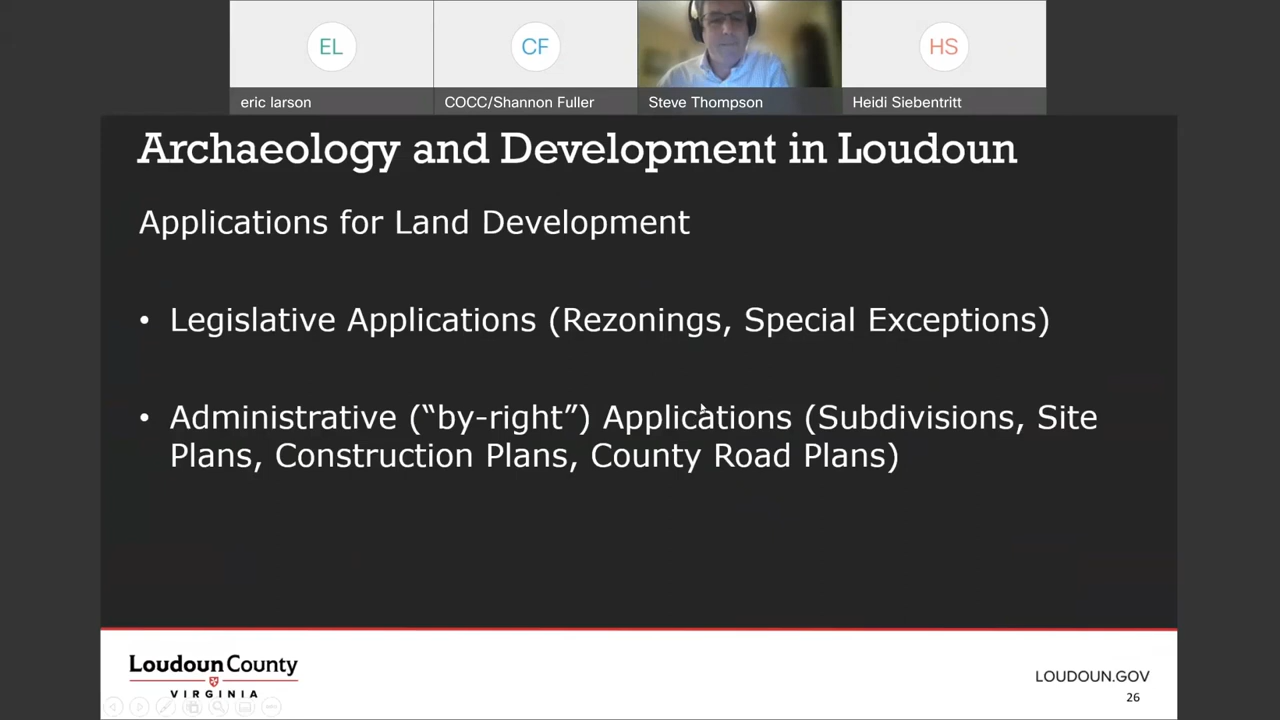 EL
CF
HS
eric larson
COCC/Shannon Fuller
Steve Thompson
Heidi Siebentritt
Archaeology and Development in Loudoun
Applications for Land Development
• Legislative Applications (Rezonings, Special Exceptions)
• Administrative (“by-right”) Applications (Subdivisions, Site
Plans, Construction Plans, County Road Plans)
Loudoun County
VIRGINIA
LOUDOUN.GOV
26